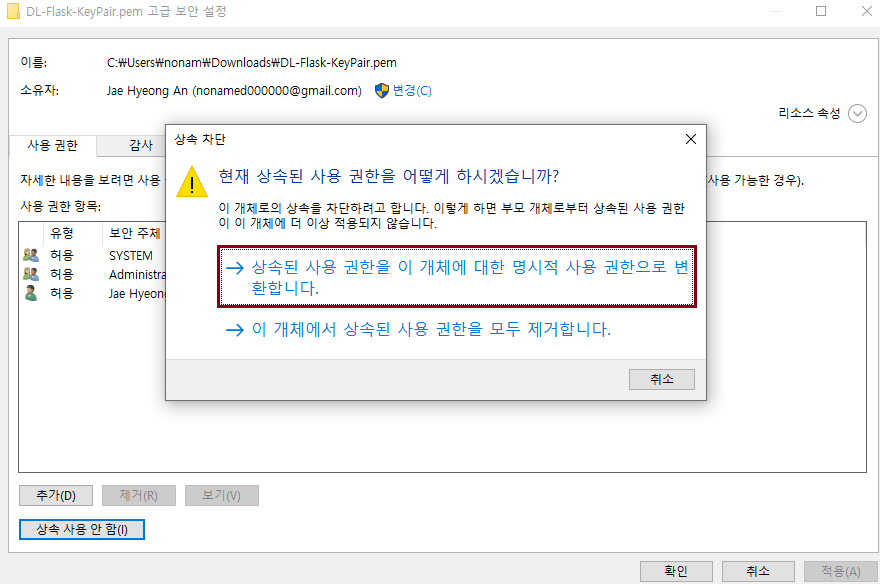 DL-Flask-KeyPair.pem 고급 보안 설정
이름: C:₩Users₩nonam₩Downloads₩DL-Flask-KeyPair.pem
소유자: Jae Hyeong An (nonamed000000@gmail.com) 변경(C)
리소스 속성
사용 권한 감사
자세한 내용을 보려면 사용 사용 가능한 경우).
사용 권한 항목:
유형 보안 주체
허용 SYSTEM
허용 Administra
허용 Jae Hyeong
상속 차단
현재 상속된 사용 권한을 어떻게 하시겠습니까?
이 개체로의 상속을 차단하려고 합니다. 이렇게 하면 부모 개체로부터 상속된 사용 권한
이 이 개체에 더 이상 적용되지 않습니다.
상속된 사용 권한을 이 개체에 대한 명시적 사용 권한으로 변
환합니다.
이 개체에서 상속된 사용 권한을 모두 제거합니다.
취소
추가(D) 제거(R) 보기(V)
상속 사용 안 함(I)
확인 취소 적용(A)